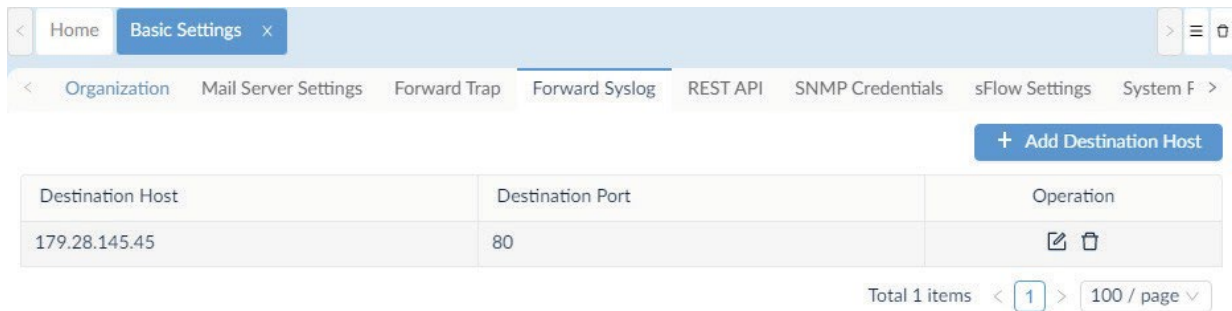 Home Basic Settings X
Organization Mail Server Settings Forward Trap Forward Syslog REST API SNMP Credentials sFlow Settings System
+ Add Destination Host
Destination Host Destination Port Operation
179.28.145.45 80
Total 1 items < 1 > 100 / page